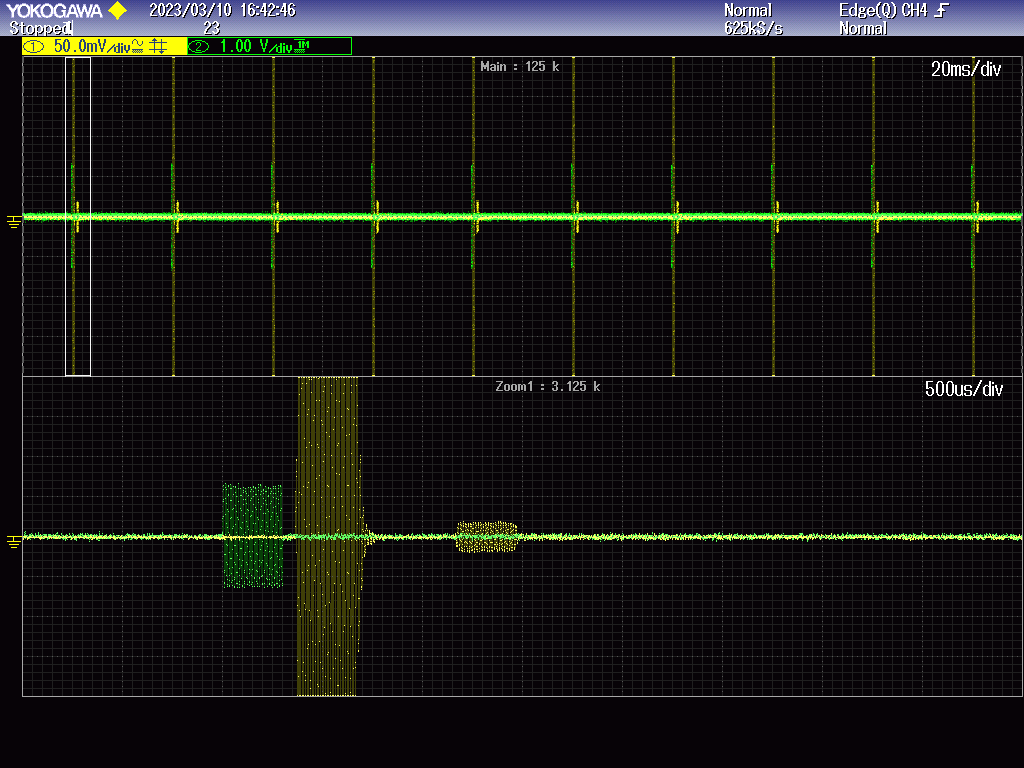 YOKOGAWA 2023/03/10 16:42:46 Normal Edge(Q) CH4
Stopped 23 625kS/s Normal
1 50.0mV/div 2 1.00 V/div 1M
Main : 125 k 20ms/div
Zoom1 : 3.125 k 500us/div